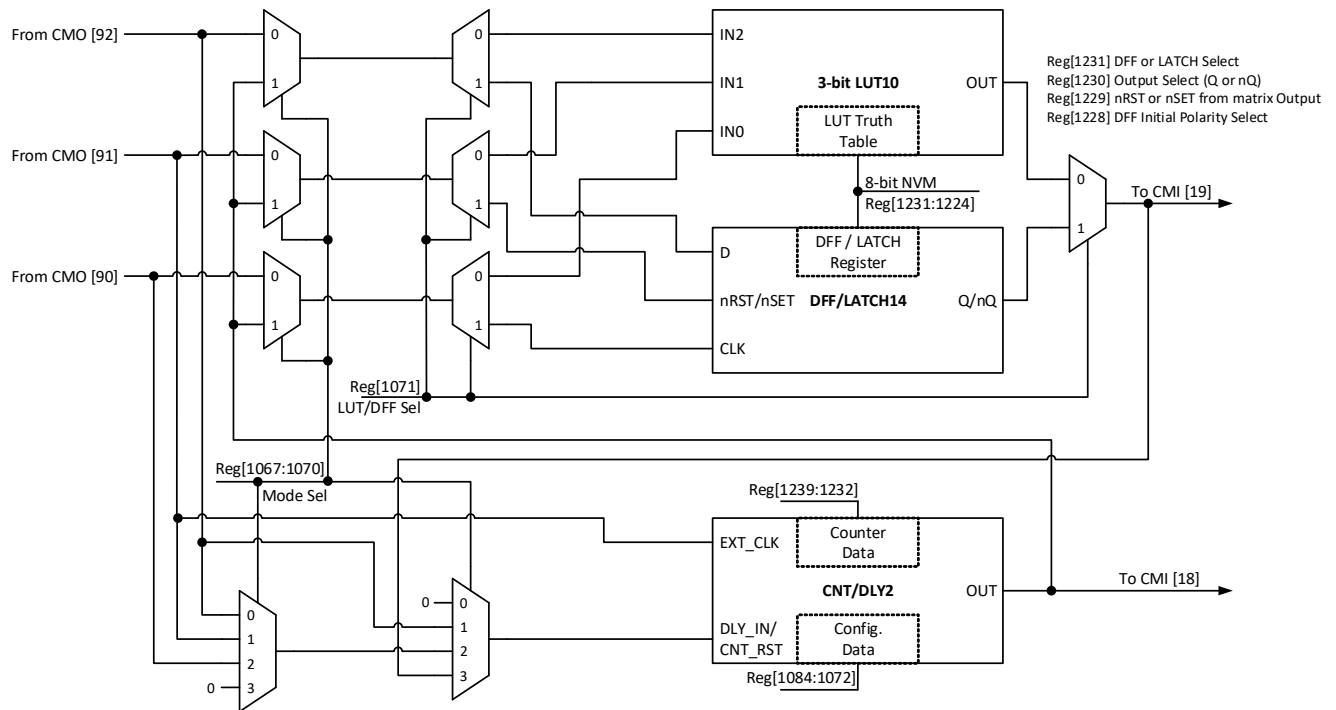 From CMO [92]
0
1
0
1
IN2
IN1
IN0
3-bit LUT10
OUT
LUT Truth
Table
Reg[1231] DFF or LATCH Select
Reg[1230] Output Select (Q or nQ)
Reg[1229] nRST or nSET from matrix Output
Reg[1228] DFF Initial Polarity Select
From CMO [91]
0
1
0
1
8-bit NVM
Reg[1231:1224]
0
1
To CMI [19]
From CMO [90]
0
1
0
1
D
nRST/nSET
CLK
DFF / LATCH
Register
DFF/LATCH14
Q/nQ
Reg[1071]
LUT/DFF Sel
Reg[1067:1070]
Mode Sel
Reg[1239:1232]
EXT_CLK
Counter
Data
CNT/DLY2
OUT
To CMI [18]
0
1
2
0
3
0
0
1
2
3
DLY_IN/
CNT_RST
Config.
Data
Reg[1084:1072]